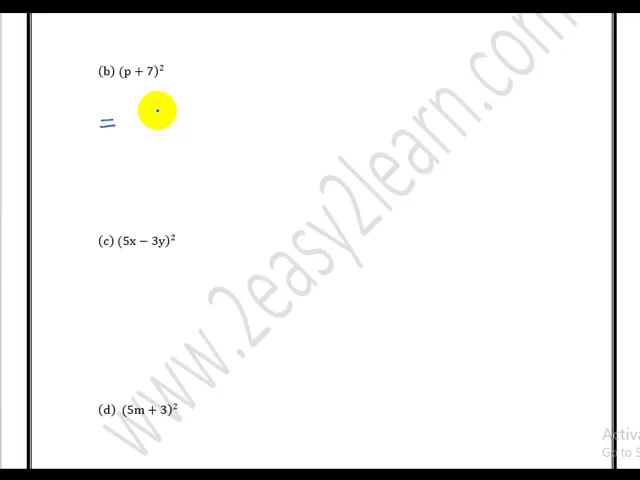 (b) (p + 7)²
=
(c) (5x − 3y)²
(d) (5m + 3)²
www.2easy2learn.com
Activa
Go to S